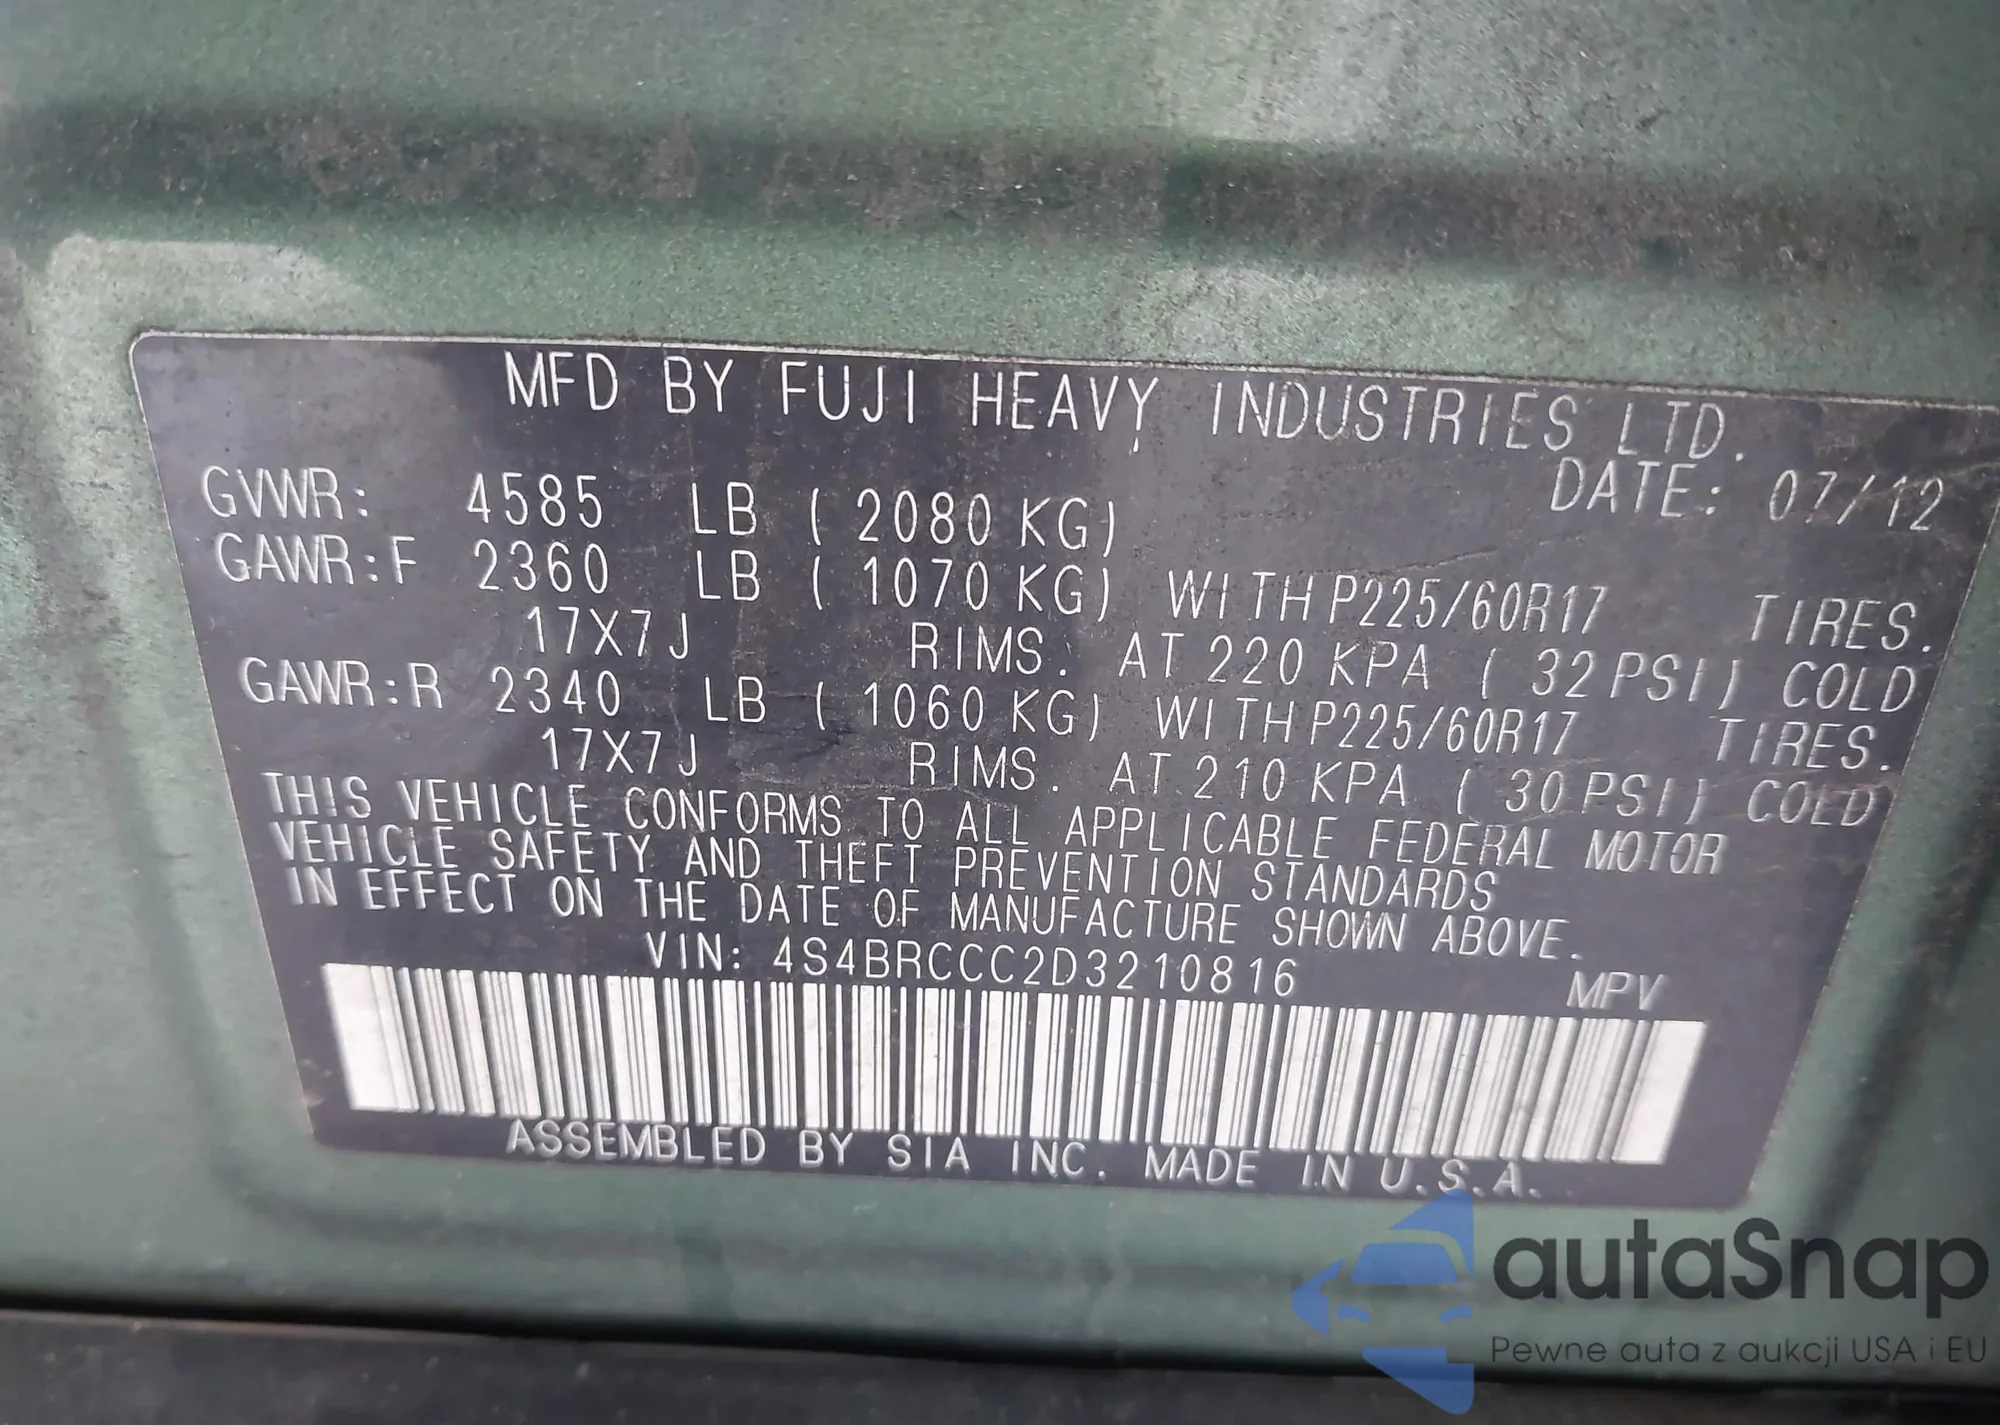 MFD BY FUJI HEAVY INDUSTRIES LTD.
DATE: 07/12
GVWR: 4585 LB ( 2080 KG)
GAWR:F 2360 LB ( 1070 KG) WITH P225/60R17 TIRES.
17X7J RIMS. AT 220 KPA ( 32 PSI) COLD
GAWR:R 2340 LB ( 1060 KG) WITH P225/60R17 TIRES.
17X7J RIMS. AT 210 KPA ( 30 PSI) COLD
THIS VEHICLE CONFORMS TO ALL APPLICABLE FEDERAL MOTOR
VEHICLE SAFETY AND THEFT PREVENTION STANDARDS
IN EFFECT ON THE DATE OF MANUFACTURE SHOWN ABOVE.
VIN: 4S4BRCCC2D3210816 MPV
ASSEMBLED BY SIA INC. MADE IN U.S.A.
autaSnap
Pewne auta z aukcji USA i EU